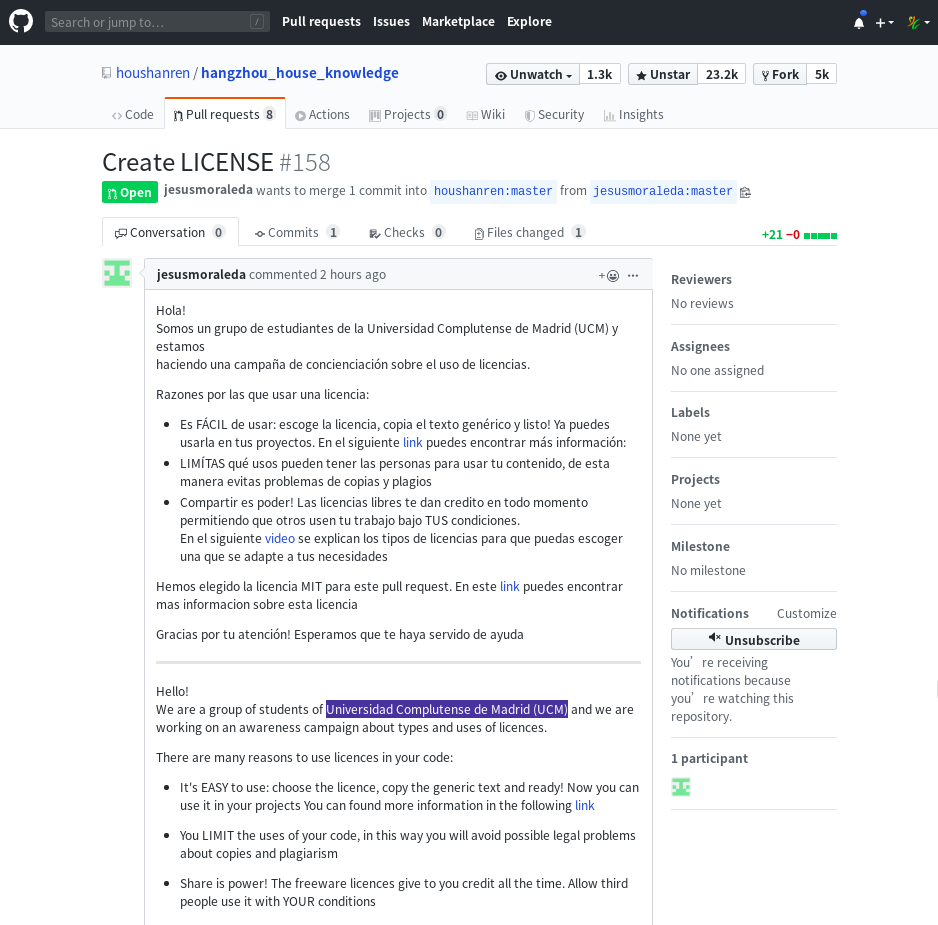 Search or jump to…
/
Pull requests Issues Marketplace Explore
houshanren / hangzhou_house_knowledge
Unwatch 1.3k
Unstar 23.2k
Fork 5k
Code
Pull requests 8
Actions
Projects 0
Wiki
Security
Insights
Create LICENSE #158
Open
jesusmoraleda wants to merge 1 commit into houshanren:master from jesusmoraleda:master
Conversation 0
Commits 1
Checks 0
Files changed 1
+21 −0
jesusmoraleda commented 2 hours ago
Hola!
Somos un grupo de estudiantes de la Universidad Complutense de Madrid (UCM) y
estamos
haciendo una campaña de concienciación sobre el uso de licencias.
Razones por las que usar una licencia:
Es FÁCIL de usar: escoge la licencia, copia el texto genérico y listo! Ya puedes
usarla en tus proyectos. En el siguiente link puedes encontrar más información:
LIMÍTAS qué usos pueden tener las personas para usar tu contenido, de esta
manera evitas problemas de copias y plagios
Compartir es poder! Las licencias libres te dan credito en todo momento
permitiendo que otros usen tu trabajo bajo TUS condiciones.
En el siguiente video se explican los tipos de licencias para que puedas escoger
una que se adapte a tus necesidades
Hemos elegido la licencia MIT para este pull request. En este link puedes encontrar
mas informacion sobre esta licencia
Gracias por tu atención! Esperamos que te haya servido de ayuda
Hello!
We are a group of students of Universidad Complutense de Madrid (UCM) and we are
working on an awareness campaign about types and uses of licences.
There are many reasons to use licences in your code:
It's EASY to use: choose the licence, copy the generic text and ready! Now you can
use it in your projects You can found more information in the following link
You LIMIT the uses of your code, in this way you will avoid possible legal problems
about copies and plagiarism
Share is power! The freeware licences give to you credit all the time. Allow third
people use it with YOUR conditions
Reviewers
No reviews
Assignees
No one assigned
Labels
None yet
Projects
None yet
Milestone
No milestone
Notifications Customize
Unsubscribe
You’re receiving
notifications because
you’re watching this
repository.
1 participant